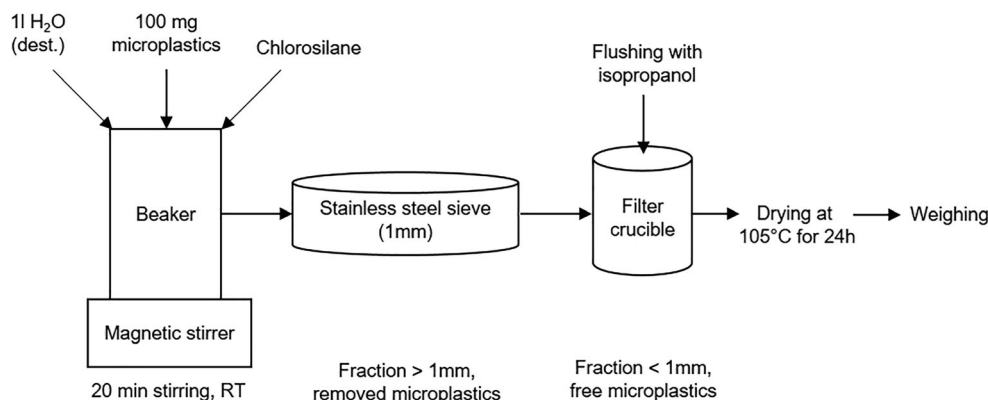 1l H₂O
(dest.)
100 mg
microplastics
Chlorosilane
Flushing with
isopropanol
Beaker
Stainless steel sieve
(1mm)
Filter
crucible
Drying at
105°C for 24h
Weighing
Magnetic stirrer
20 min stirring, RT
Fraction > 1mm,
removed microplastics
Fraction < 1mm,
free microplastics